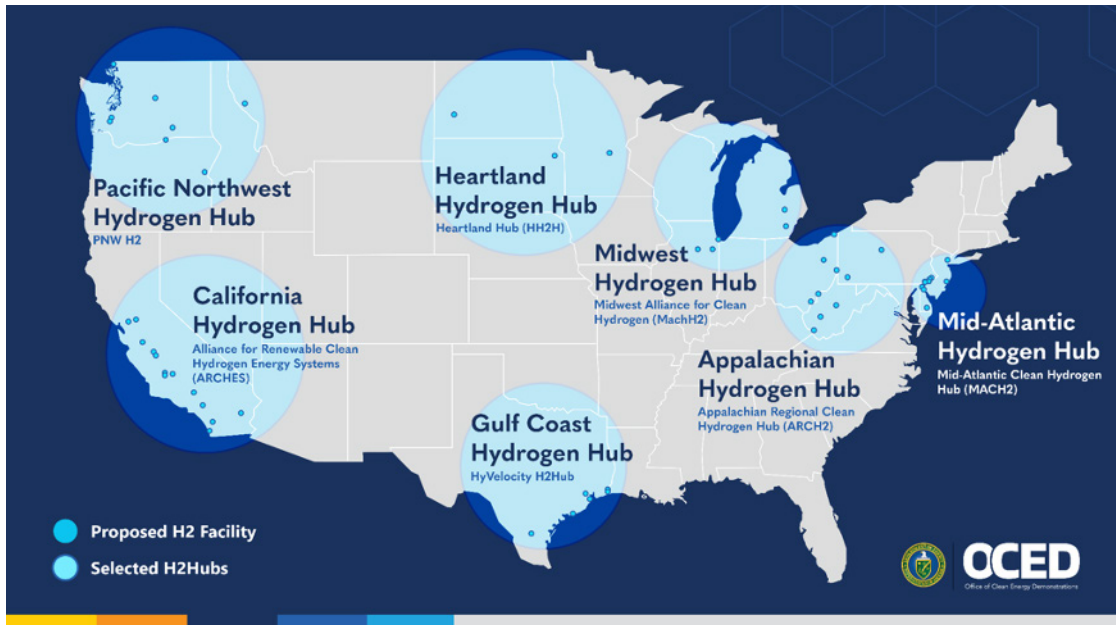 Pacific Northwest
Hydrogen Hub
PNW H2
Heartland
Hydrogen Hub
Heartland Hub (HH2H)
Midwest
Hydrogen Hub
Midwest Alliance for Clean
Hydrogen (MachH2)
California
Hydrogen Hub
Alliance for Renewable Clean
Hydrogen Energy Systems
(ARCHES)
Mid-Atlantic
Hydrogen Hub
Mid-Atlantic Clean Hydrogen
Hub (MACH2)
Appalachian
Hydrogen Hub
Appalachian Regional Clean
Hydrogen Hub (ARCH2)
Gulf Coast
Hydrogen Hub
HyVelocity H2Hub
Proposed H2 Facility
Selected H2Hubs
OCED
Office of Clean Energy Demonstrations